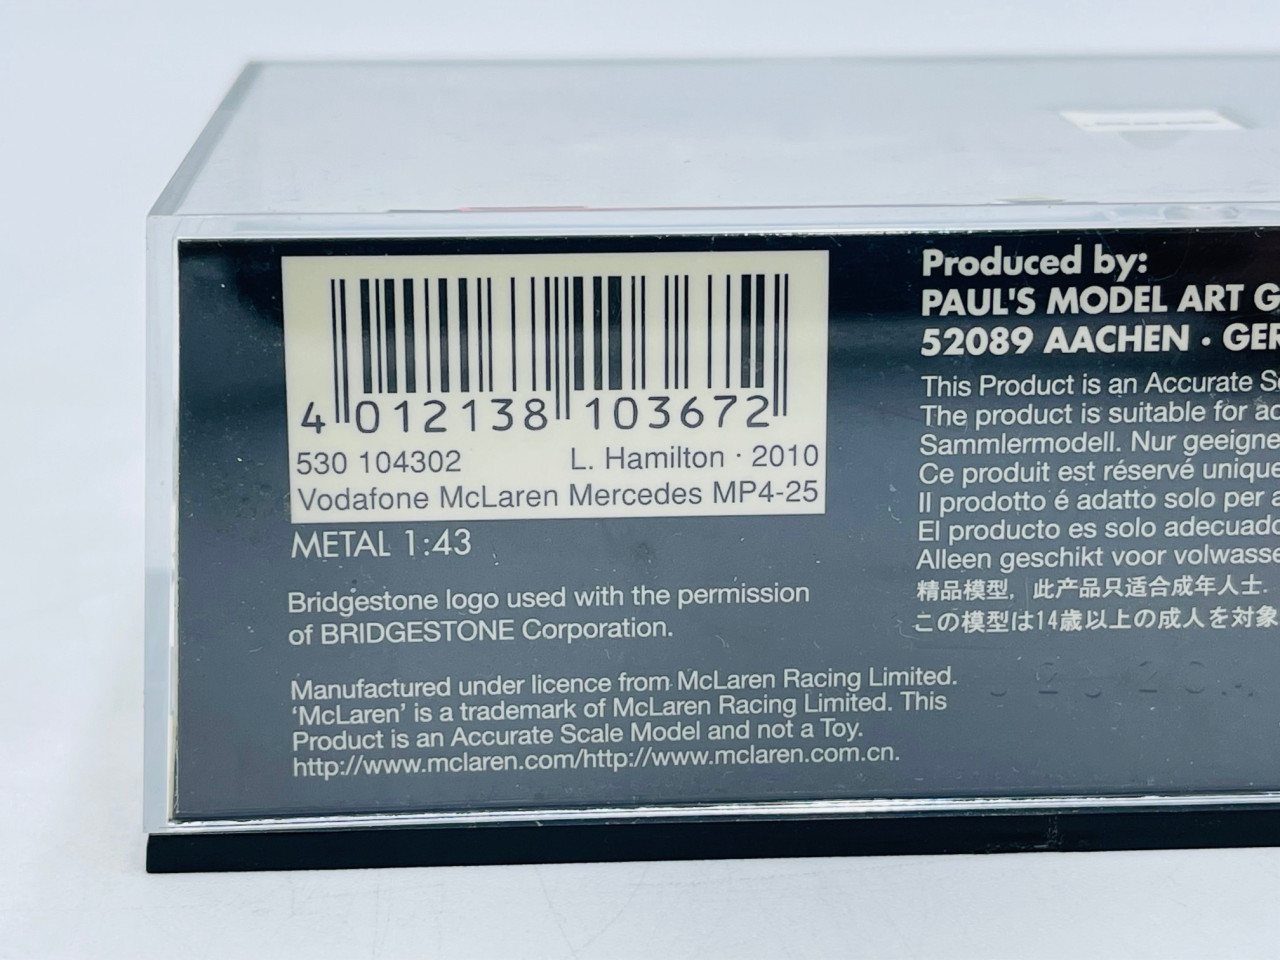 4 012138 103672
530 104302 L. Hamilton · 2010
Vodafone McLaren Mercedes MP4-25
METAL 1:43
Bridgestone logo used with the permission
of BRIDGESTONE Corporation.
Manufactured under licence from McLaren Racing Limited.
‘McLaren’ is a trademark of McLaren Racing Limited. This
Product is an Accurate Scale Model and not a Toy.
http://www.mclaren.com/http://www.mclaren.com.cn.
Produced by:
PAUL'S MODEL ART G
52089 AACHEN · GER
This Product is an Accurate
The product is suitable for
Sammlermodell. Nur geeigne
Ce produit est réservé unique
Il prodotto é adatto solo per a
El producto es solo adecuado
Alleen geschikt voor volwasse
精品模型, 此产品只适合成年人士.
この模型は14歳以上の成人を対象